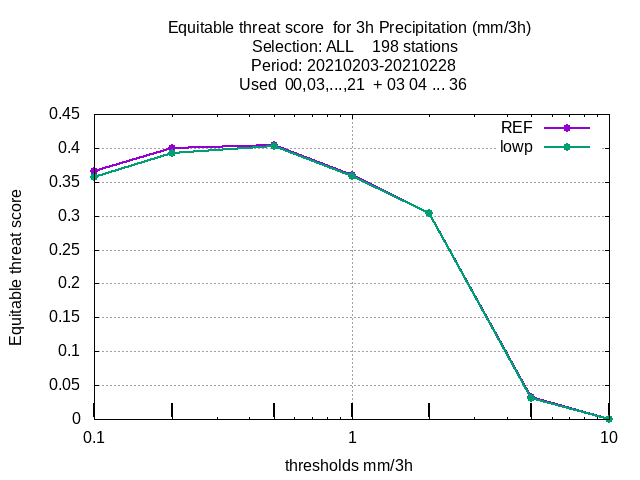 Equitable threat score  for 3h Precipitation (mm/3h)
Selection: ALL    198 stations
Period: 20210203-20210228
Used  00,03,...,21  + 03 04 ... 36
REF
lowp
0.45
0.4
0.35
0.3
0.25
0.2
0.15
0.1
0.05
0
Equitable threat score
0.1
1
10
thresholds mm/3h